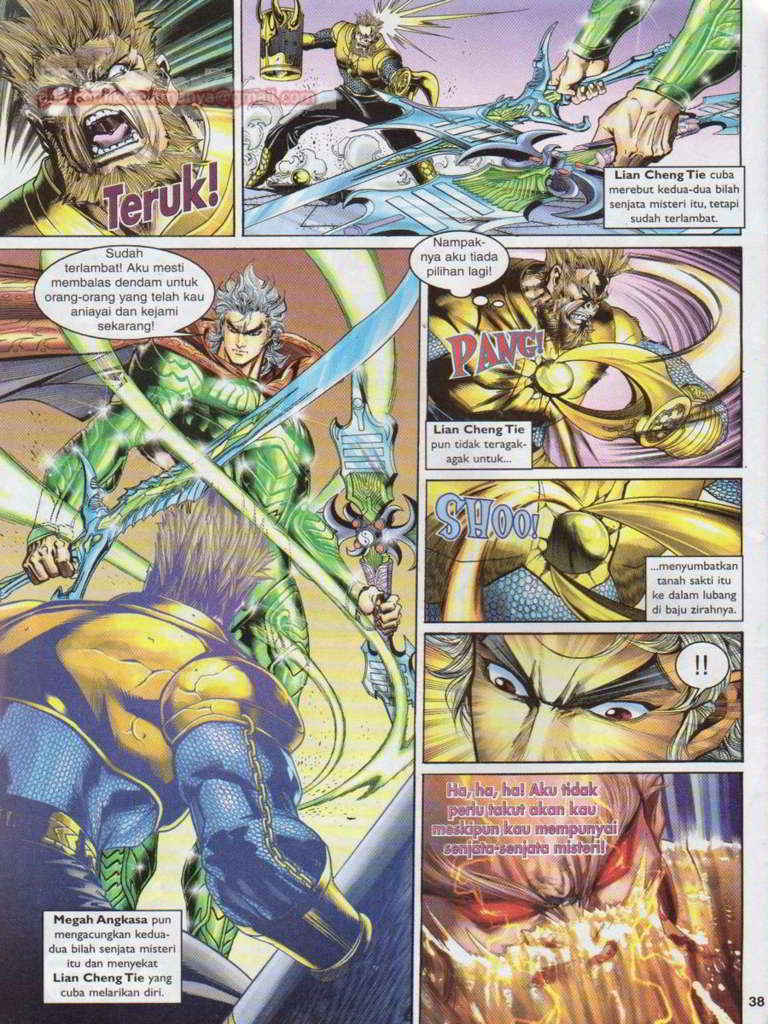 Teruk!
Lian Cheng Tie cuba
merebut kedua-dua bilah
senjata misteri itu, tetapi
sudah terlambat.
Sudah
terlambat! Aku mesti
membalas dendam untuk
orang-orang yang telah kau
aniayai dan kejami
sekarang!
Megah Angkasa pun
mengacungkan kedua-
dua bilah senjata misteri
itu dan menyekat
Lian Cheng Tie yang
cuba melarikan diri.
Nampak-
nya aku tiada
pilihan lagi!
PANG!
Lian Cheng Tie
pun tidak teragak-
agak untuk...
SHOO!
...menyumbatkan
tanah sakti itu
ke dalam lubang
di baju zirahnya.
!!
Ha, ha, ha! Aku tidak
perlu takut akan kau
meskipun kau mempunyai
senjata-senjata misteri!
38